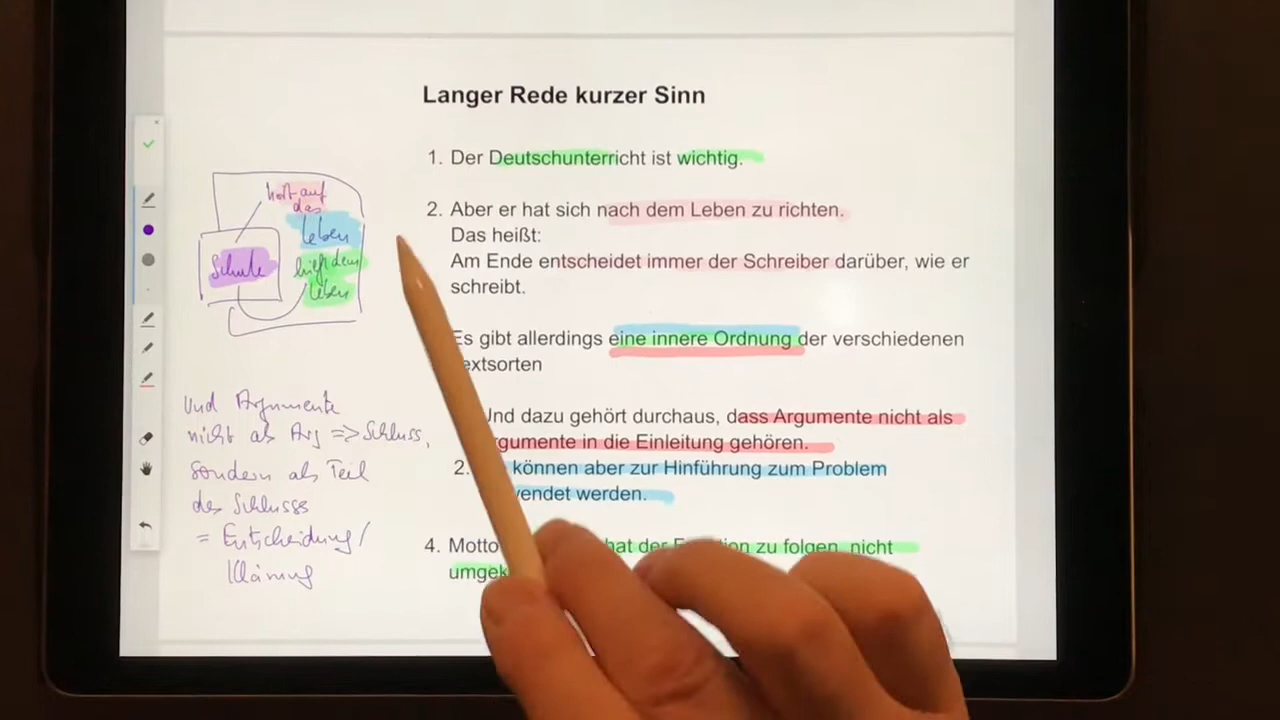 Langer Rede kurzer Sinn
1. Der Deutschunterricht ist wichtig.
2. Aber er hat sich nach dem Leben zu richten.
Das heißt:
Am Ende entscheidet immer der Schreiber darüber, wie er
schreibt.
Es gibt allerdings eine innere Ordnung der verschiedenen
extsorten
Und dazu gehört durchaus, dass Argumente nicht als
rgumente in die Einleitung gehören.
2. können aber zur Hinführung zum Problem
wendet werden.
4. Motto hat der zu folgen, nicht
umgek
auf
das
Leben
Schule
hilft dem
Leben
Und Argumente
nicht als Arg => Schluss,
sondern als Teil
des Schlusses
= Entscheidung/
Klärung